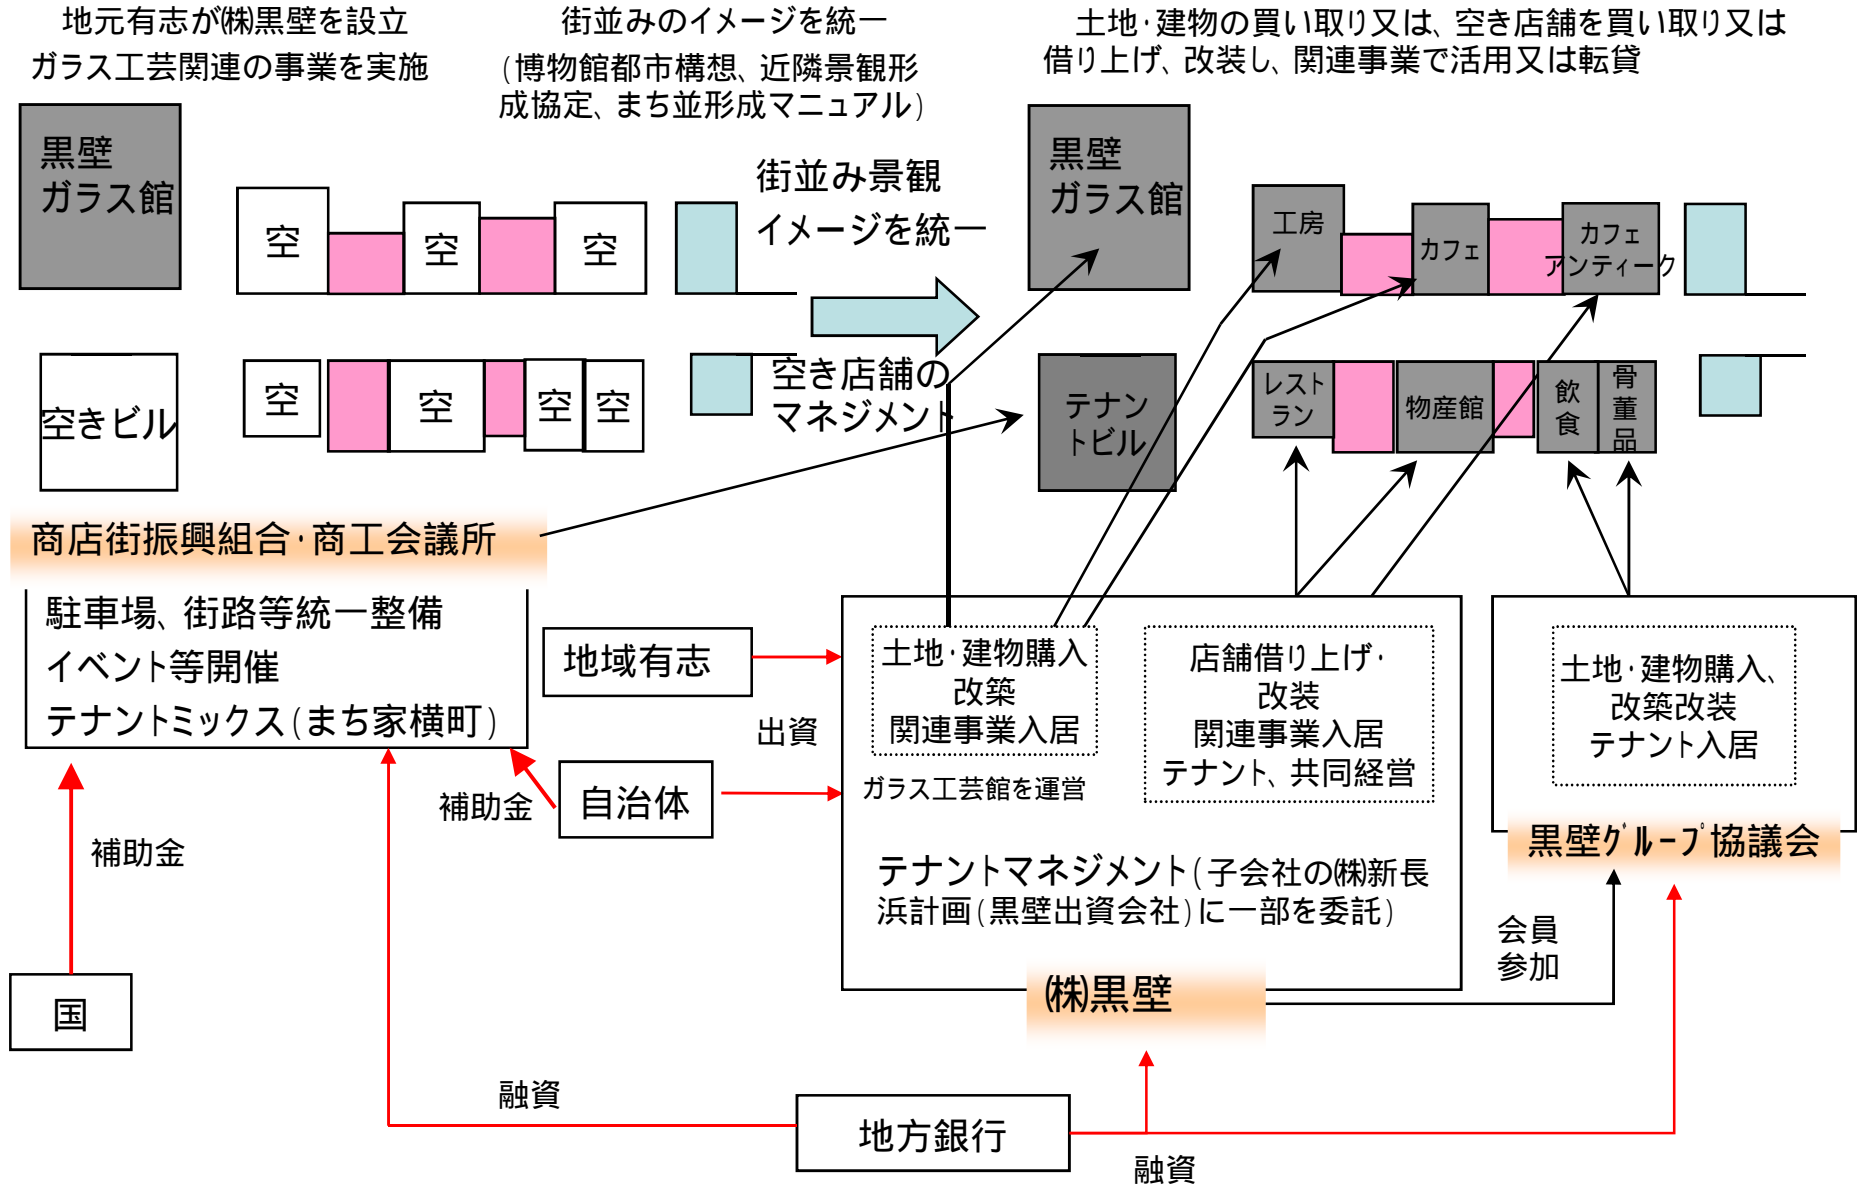 地元有志が㈱黒壁を設立
ガラス工芸関連の事業を実施
街並みのイメージを統一
(博物館都市構想、近隣景観形
成協定、まち並形成マニュアル)
土地・建物の買い取り又は、空き店舗を買い取り又は
借り上げ、改装し、関連事業で活用又は転貸
黒壁
ガラス館
空
空
空
街並み景観
イメージを統一
黒壁
ガラス館
工房
カフェ
カフェ
アンティーク
空きビル
空
空
空
空
空き店舗の
マネジメント
テナン
トビル
レスト
ラン
物産館
飲
食
骨
董
品
商店街振興組合・商工会議所
駐車場、街路等統一整備
イベント等開催
テナントミックス(まち家横町)
地域有志
出資
自治体
補助金
補助金
国
土地・建物購入
改築
関連事業入居
ガラス工芸館を運営
店舗借り上げ・
改装
関連事業入居
テナント、共同経営
テナントマネジメント(子会社の㈱新長
浜計画(黒壁出資会社)に一部を委託)
㈱黒壁
土地・建物購入、
改築改装
テナント入居
黒壁グループ協議会
会員
参加
融資
地方銀行
融資